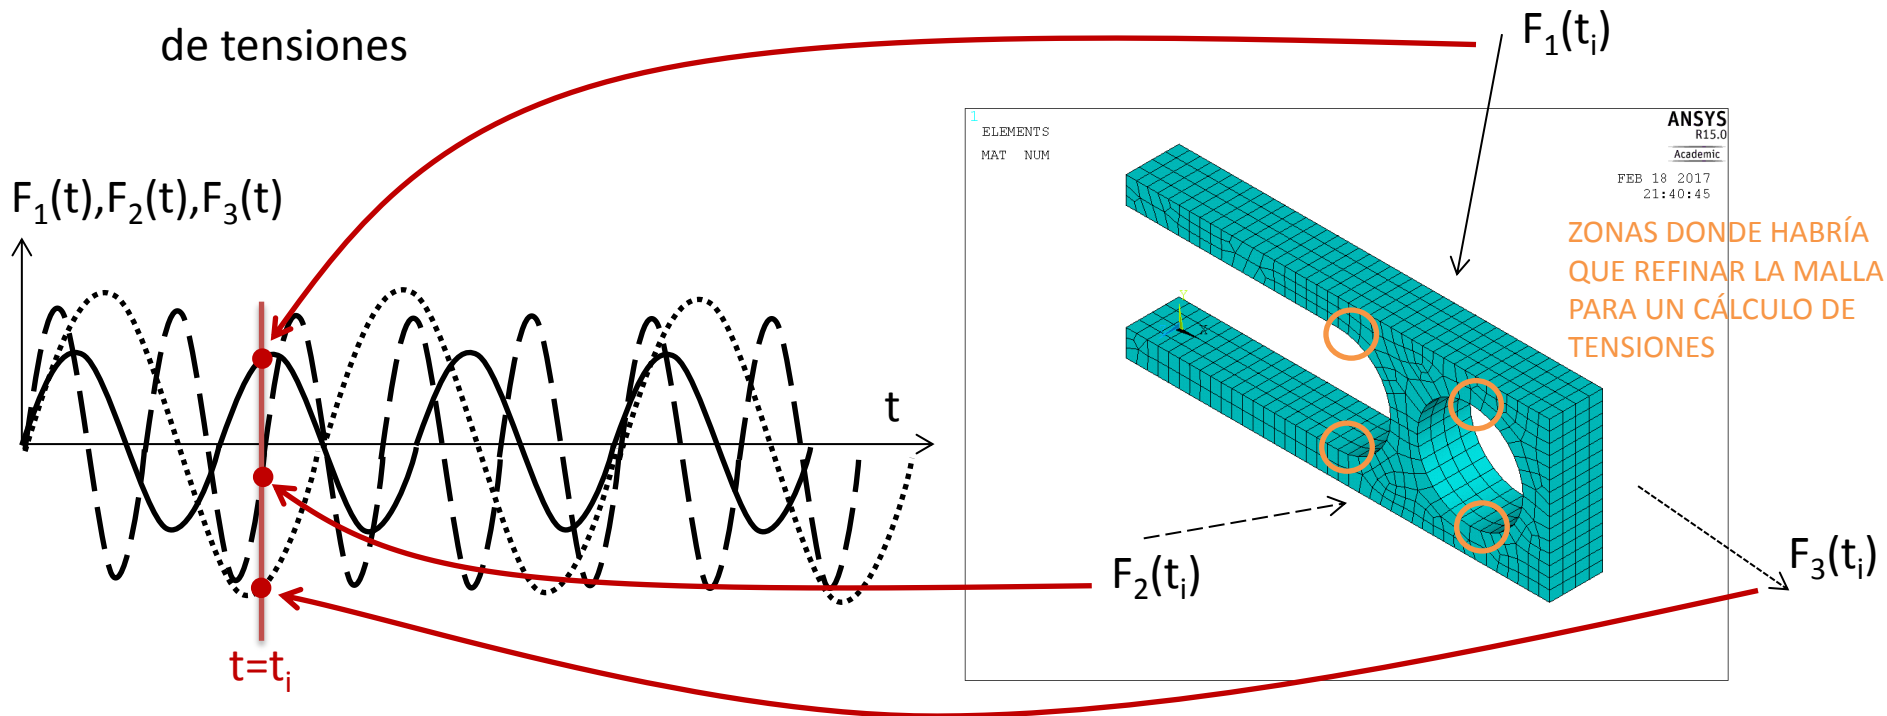 de tensiones
F₁(tᵢ)
1
ELEMENTS
MAT NUM
ANSYS
R15.0
Academic
FEB 18 2017
21:40:45
F₁(t),F₂(t),F₃(t)
ZONAS DONDE HABRÍA
QUE REFINAR LA MALLA
PARA UN CÁLCULO DE
TENSIONES
Y
X
t
F₂(tᵢ)
F₃(tᵢ)
t=tᵢ